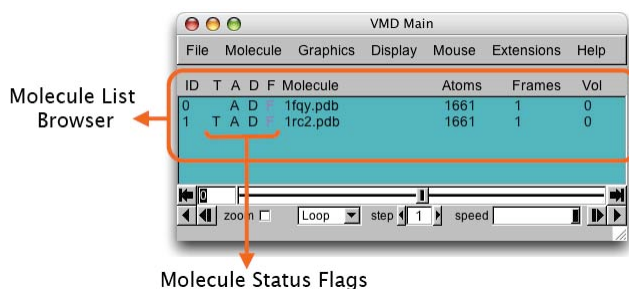 VMD Main
File Molecule Graphics Display Mouse Extensions Help
ID T A D F Molecule Atoms Frames Vol
0 A D F 1fqy.pdb 1661 1 0
1 T A D F 1rc2.pdb 1661 1 0
Molecule List
Browser
0
zoom Loop step 1 speed
Molecule Status Flags